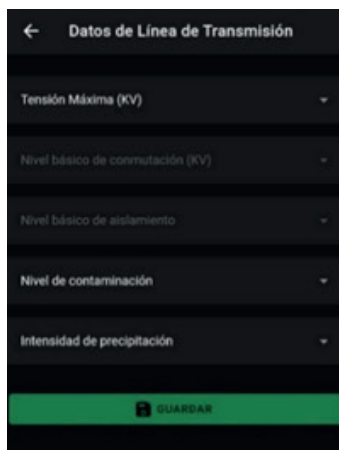 Datos de Línea de Transmisión
Tensión Máxima (KV)
Nivel básico de conmutación (KV)
Nivel básico de aislamiento
Nivel de contaminación
Intensidad de precipitación
GUARDAR